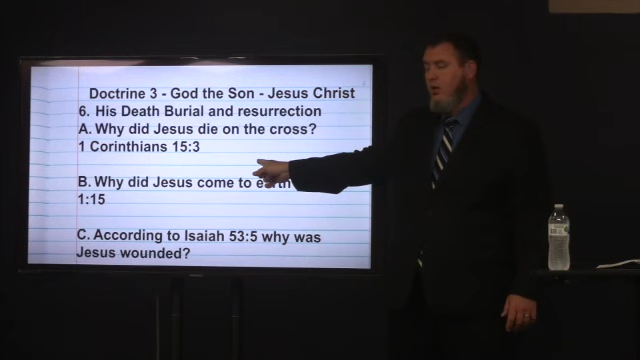 Doctrine 3 - God the Son - Jesus Christ
6. His Death Burial and resurrection
A. Why did Jesus die on the cross?
1 Corinthians 15:3
B. Why did Jesus come to earth
1:15
C. According to Isaiah 53:5 why was
Jesus wounded?